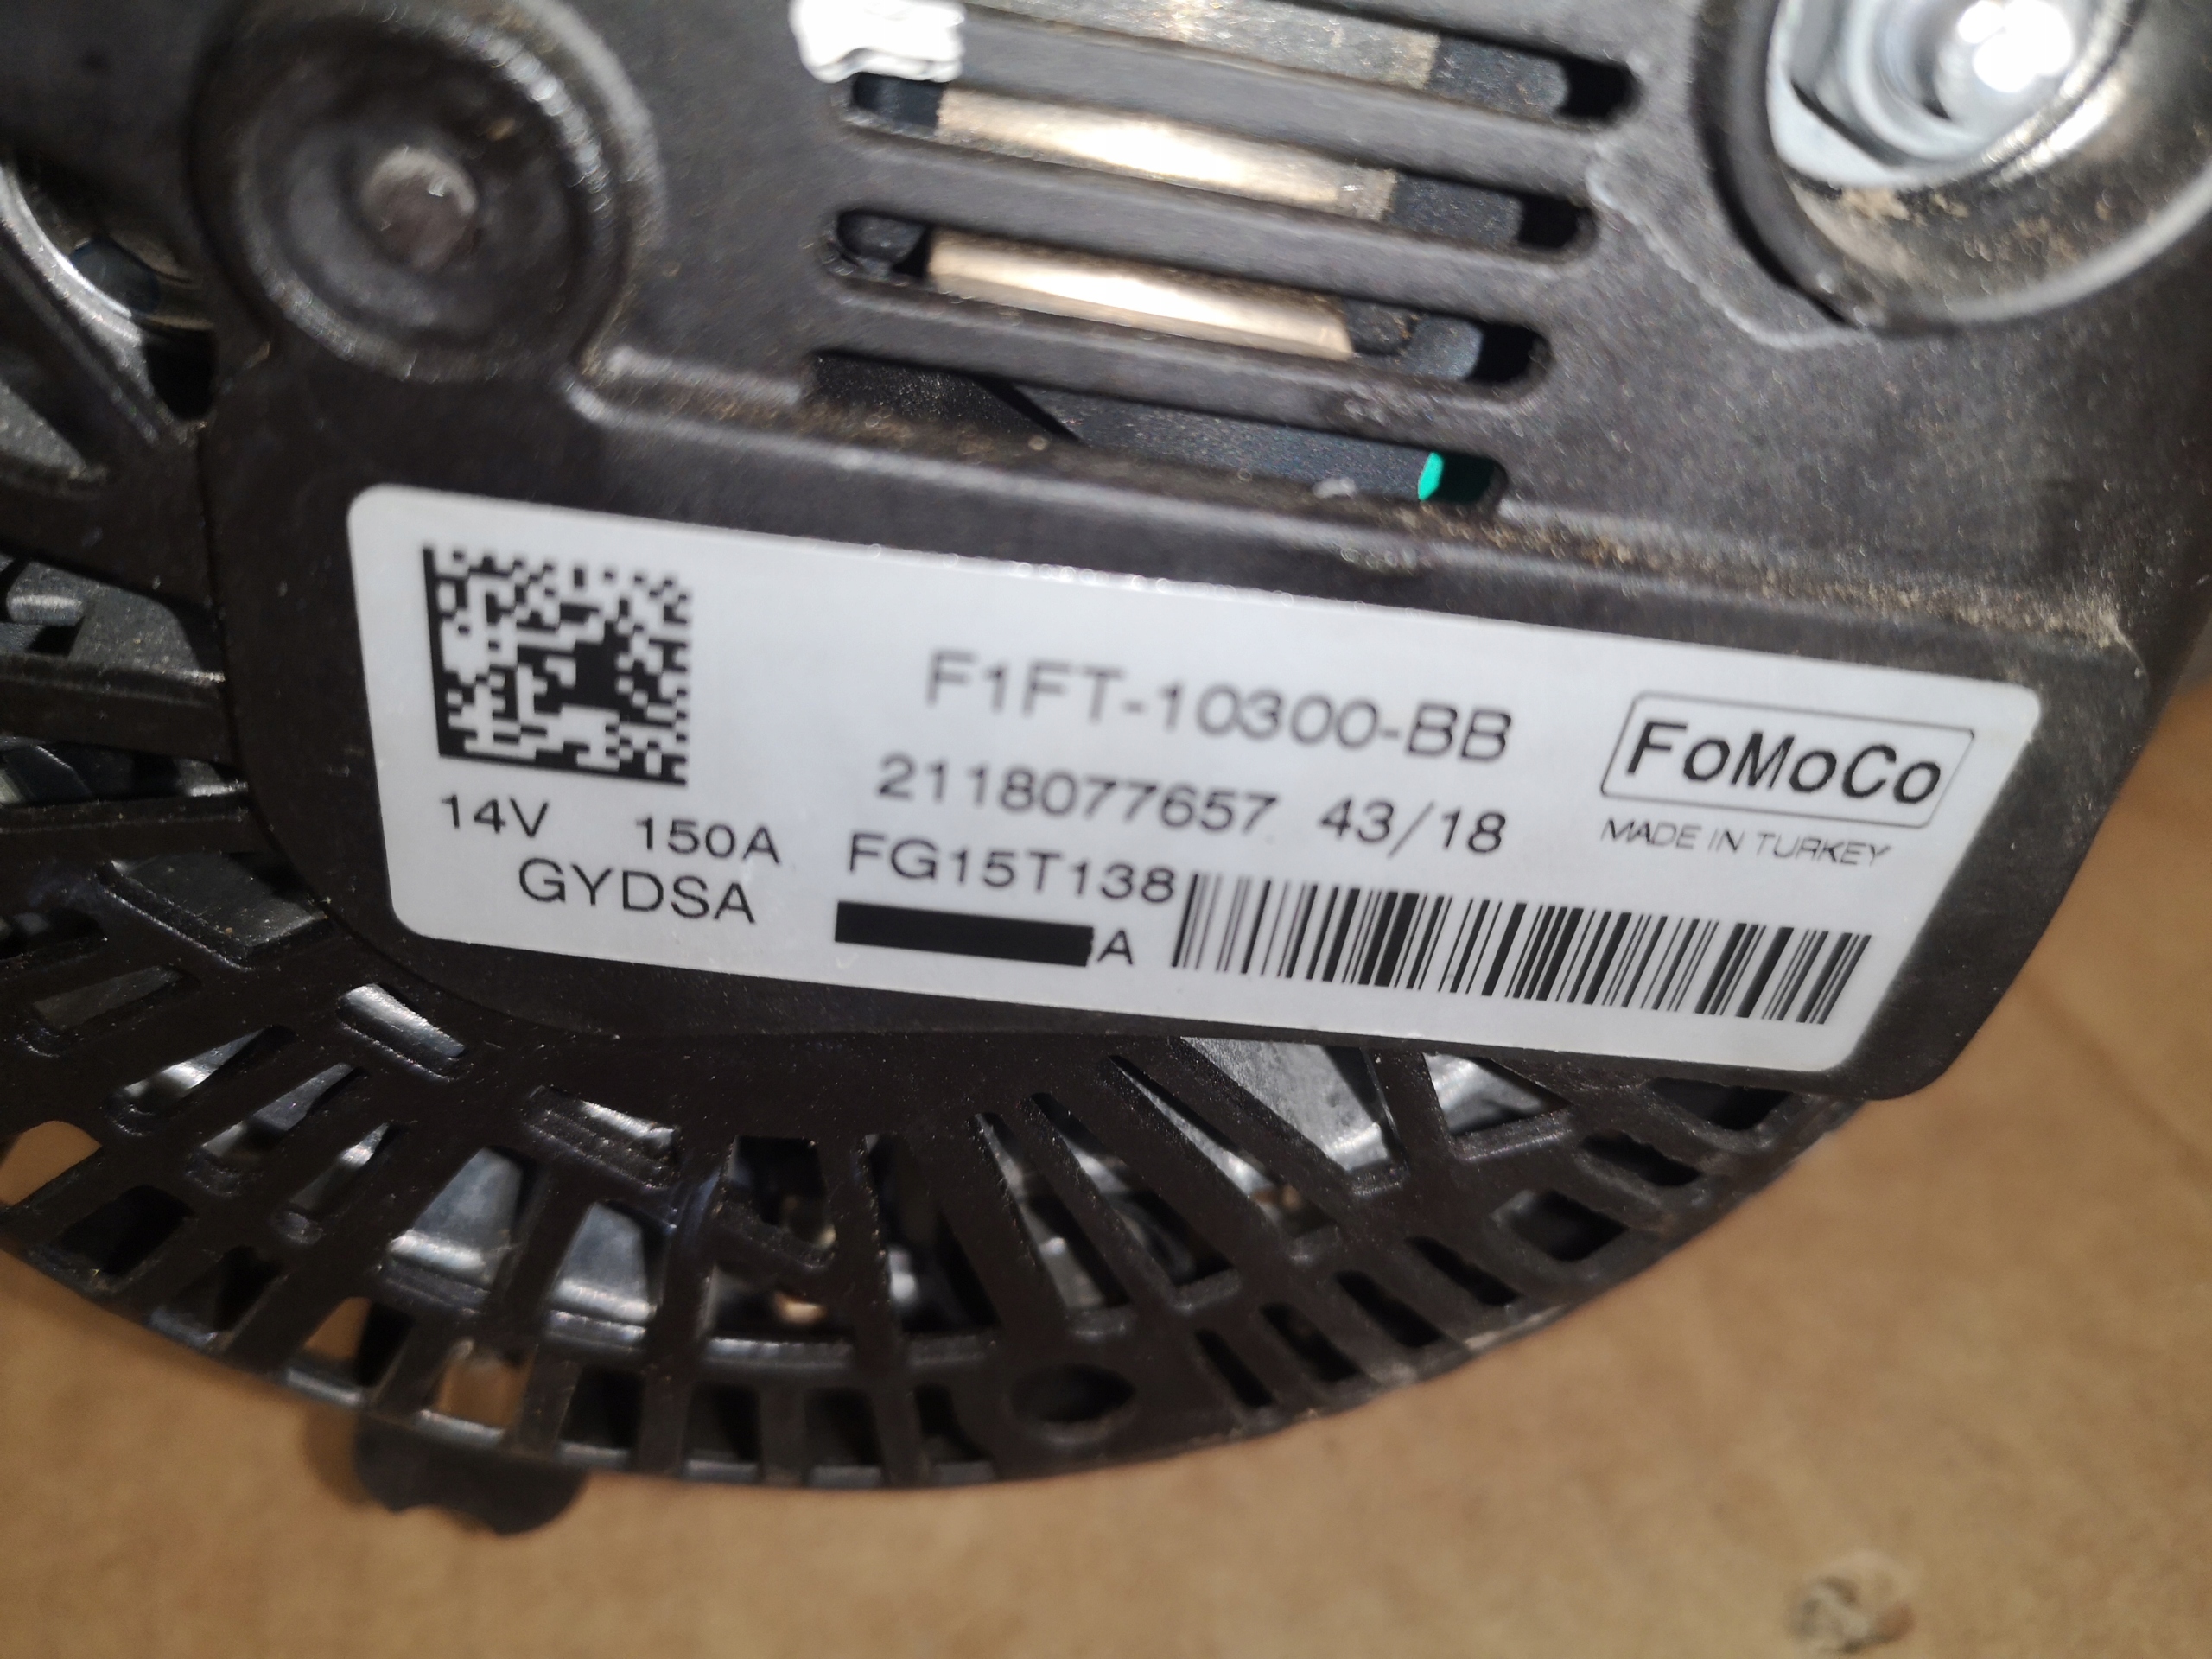 F1FT-10300-BB
FoMoCo
2118077657 43/18
MADE IN TURKEY
14V 150A
FG15T138
GYDSA
A